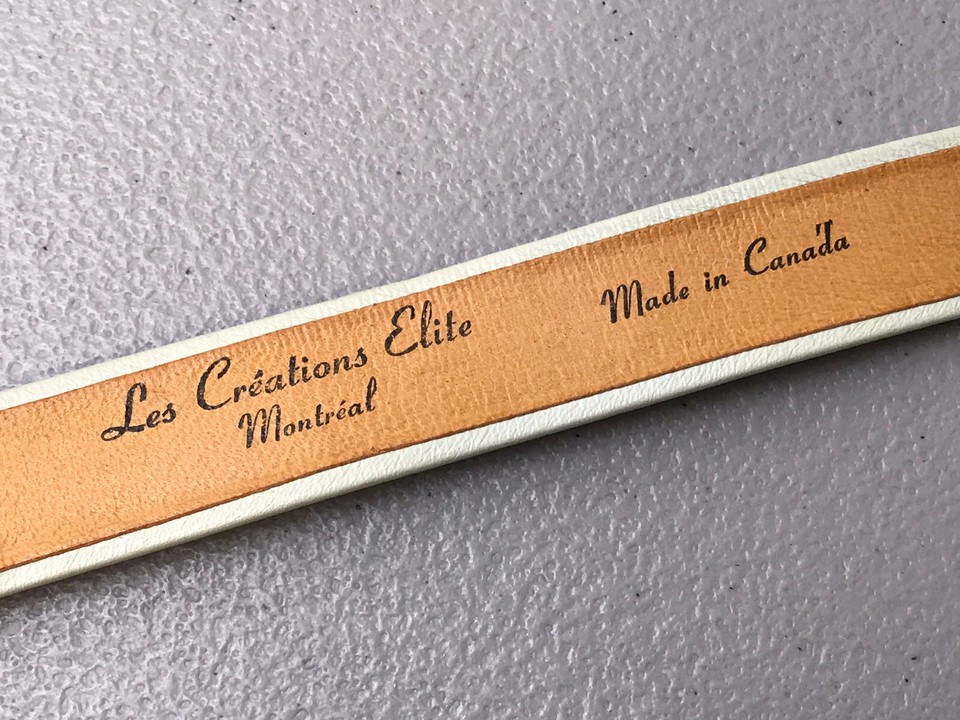 Les Créations Elite
Montréal
Made in Canada